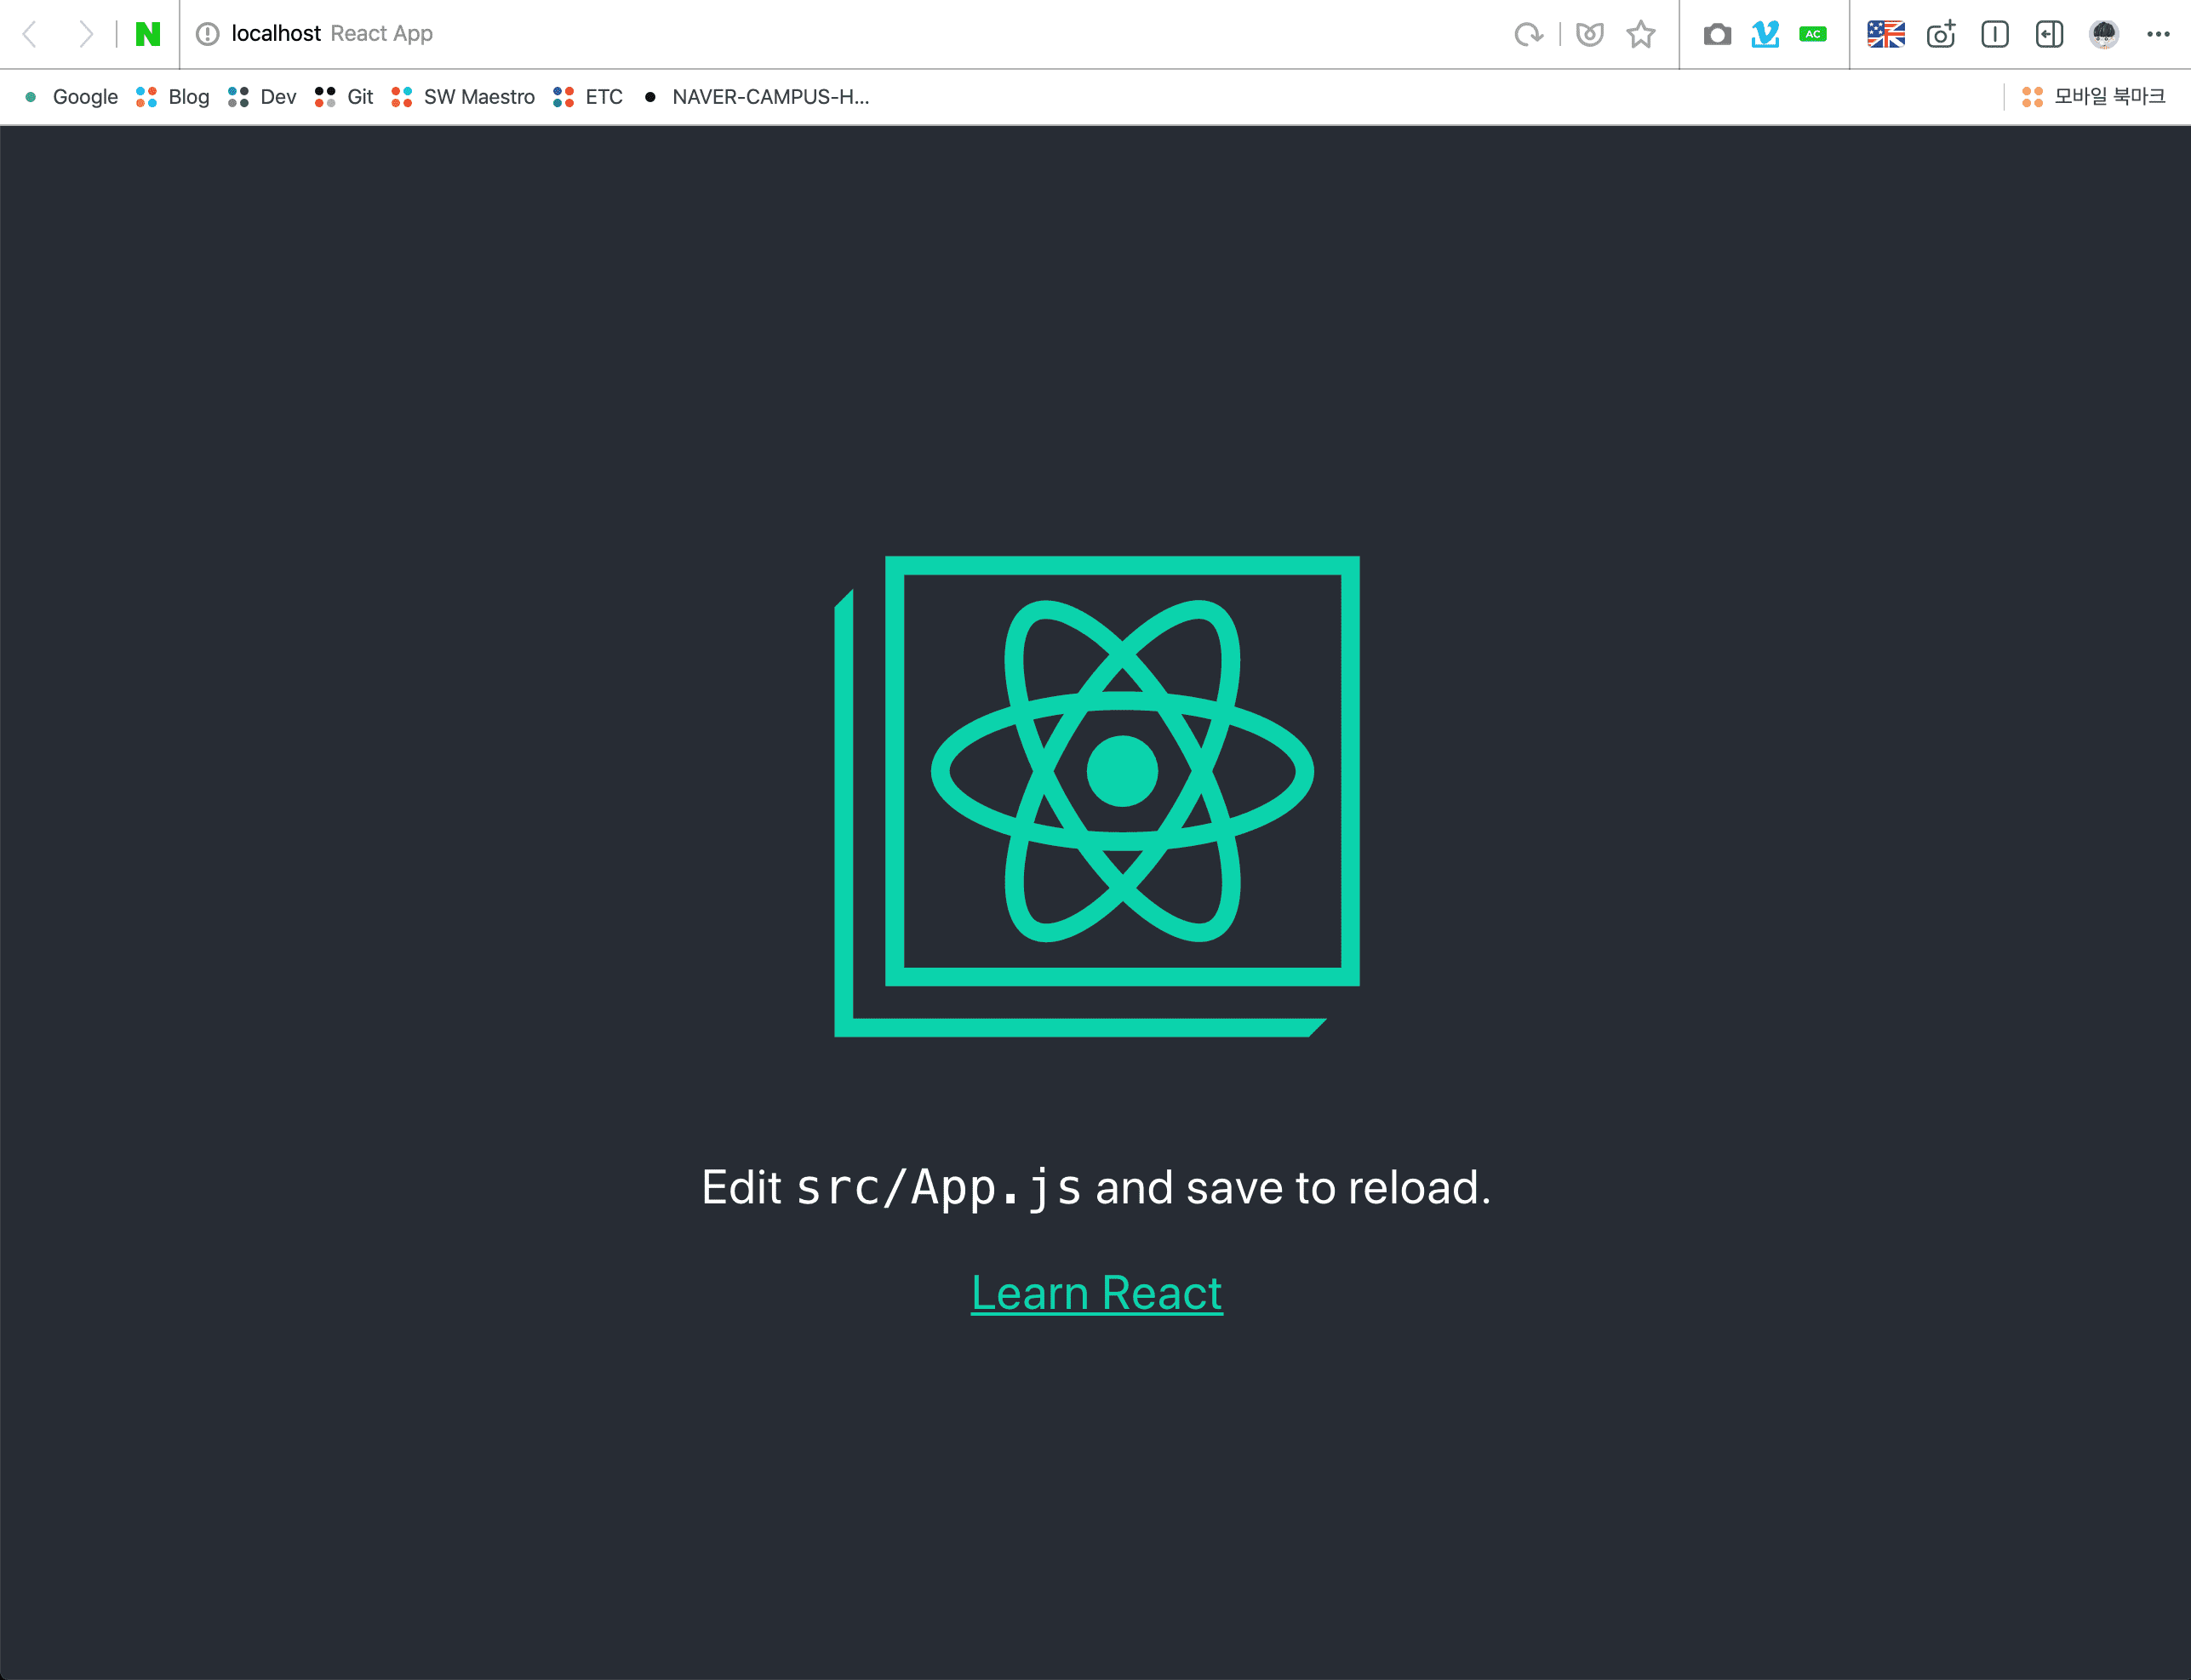 N localhost React App AC
Google Blog Dev Git SW Maestro ETC NAVER-CAMPUS-H... 모바일 북마크
Edit src/App.js and save to reload.
Learn React